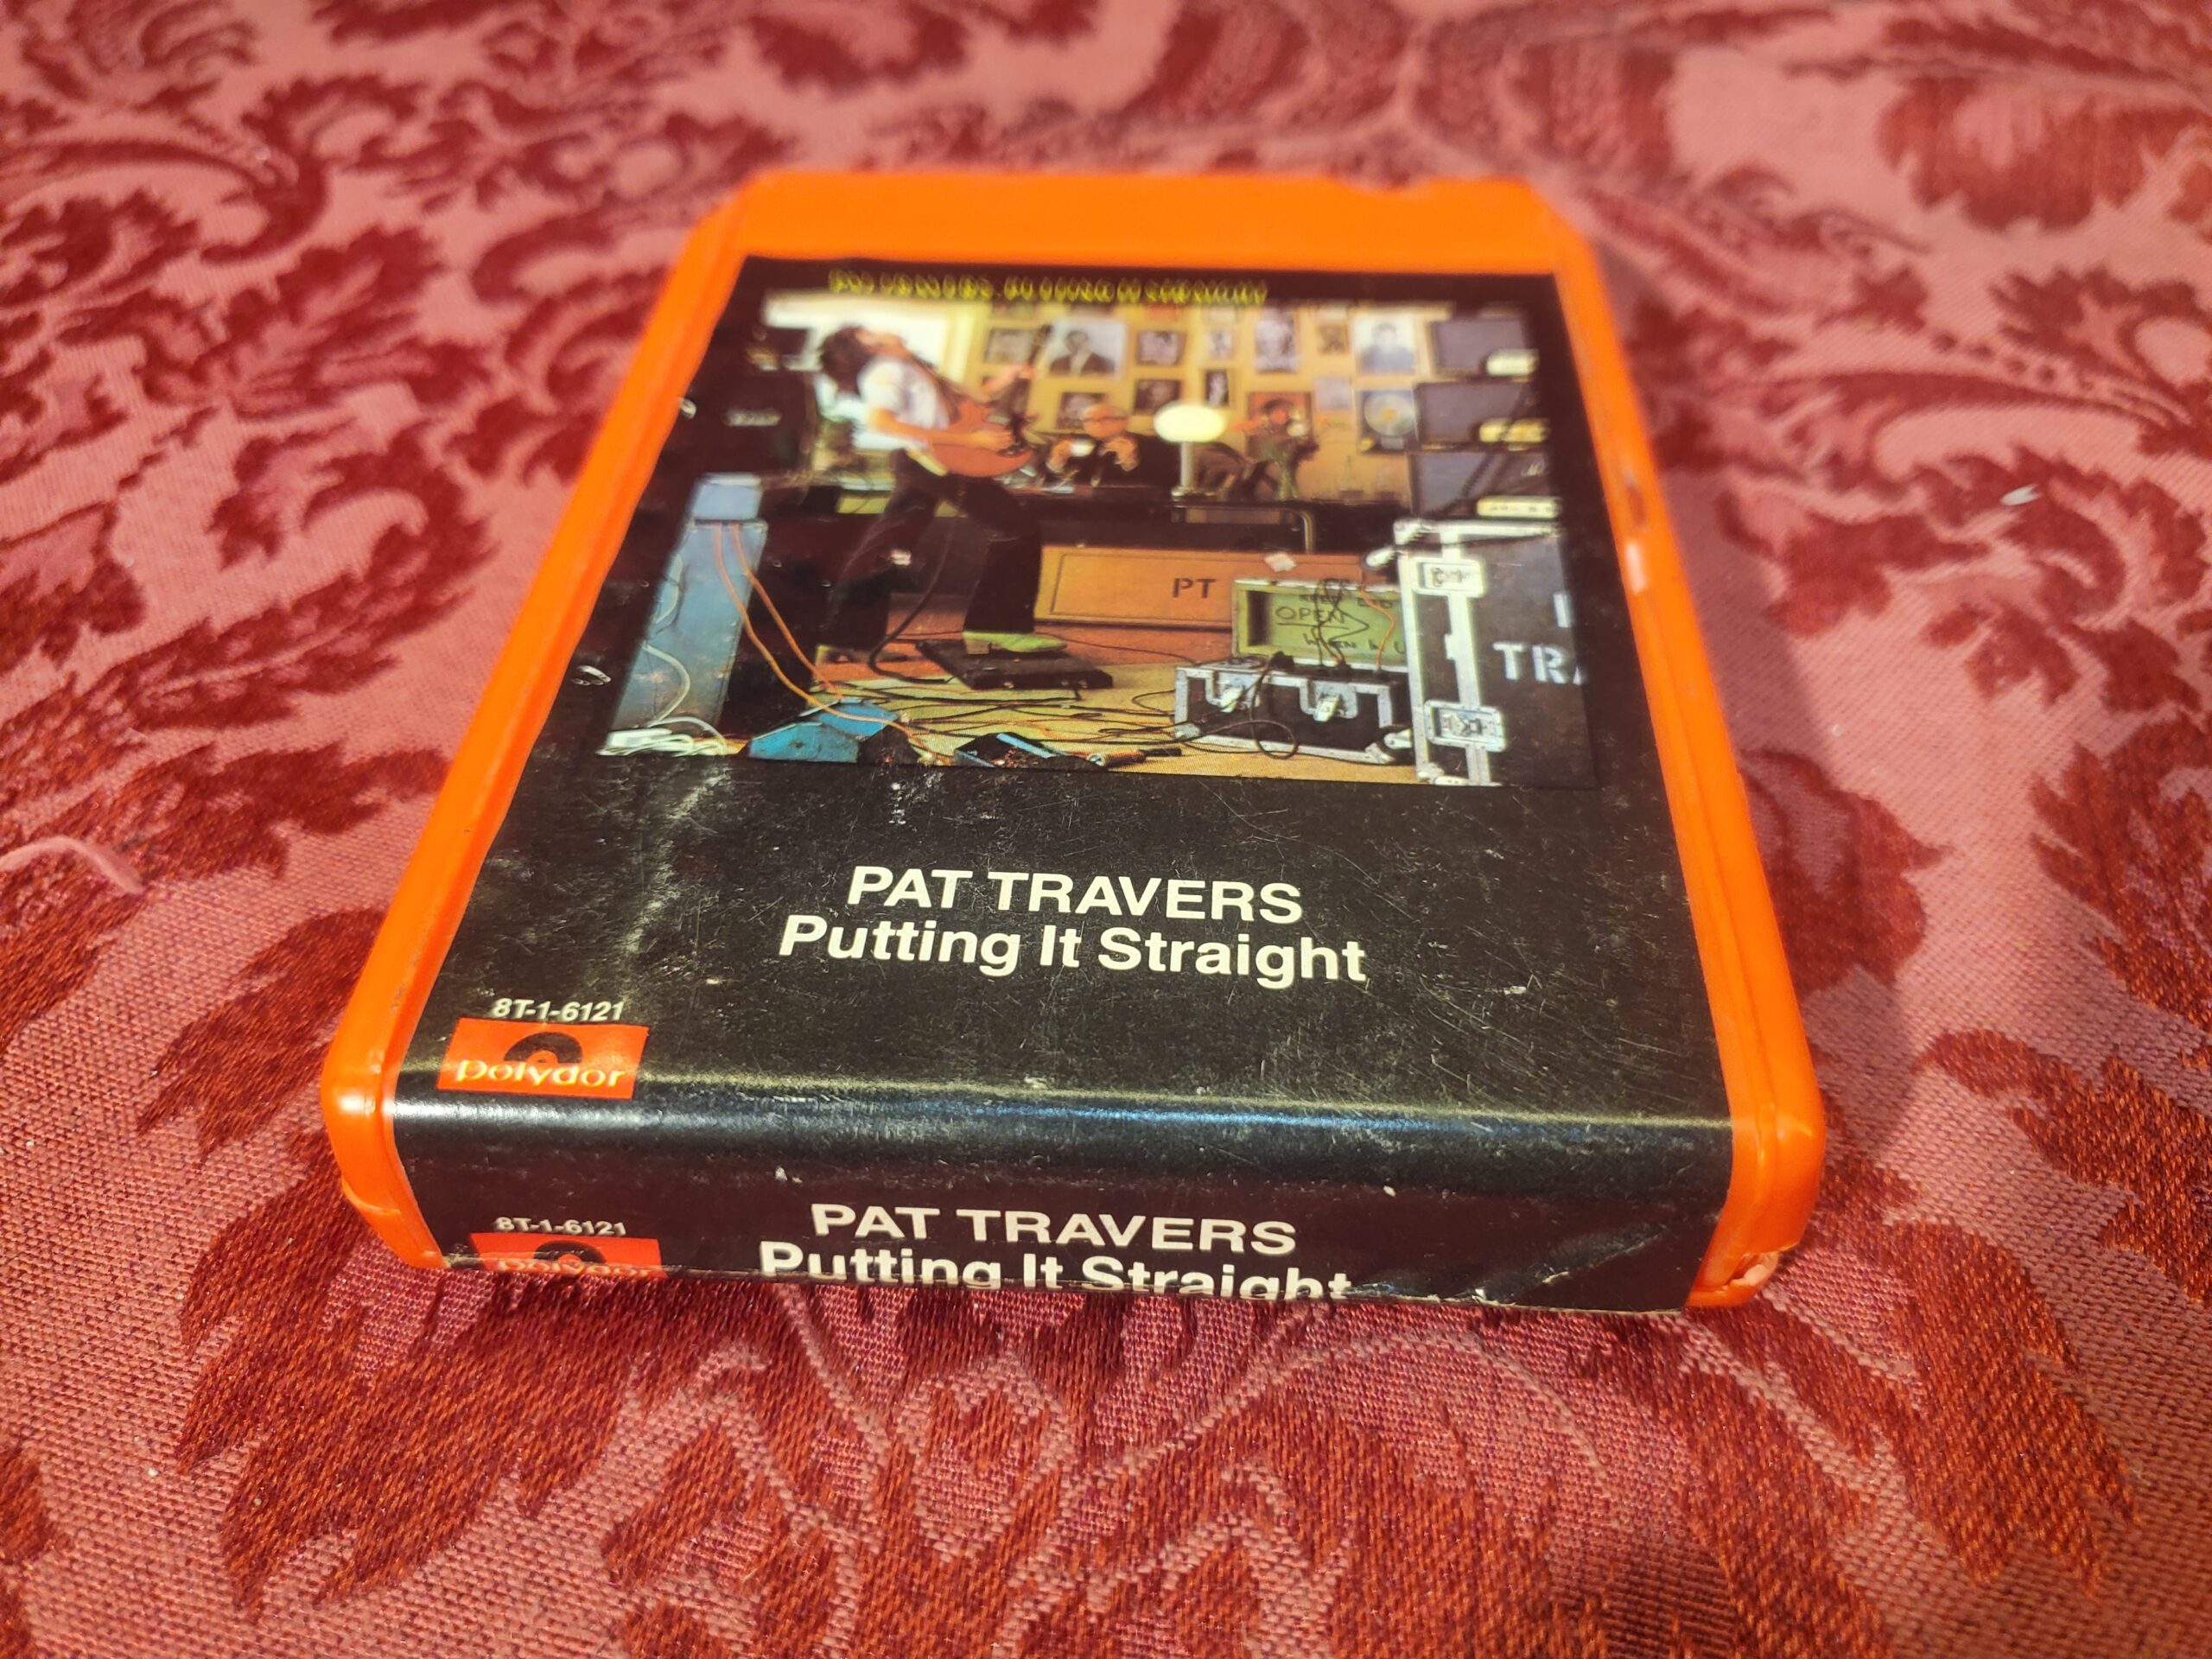 PT
OPEN
TRA
PAT TRAVERS
Putting It Straight
8T-1-6121
polydor
8T-1-6121
polydor
PAT TRAVERS
Putting It Straight